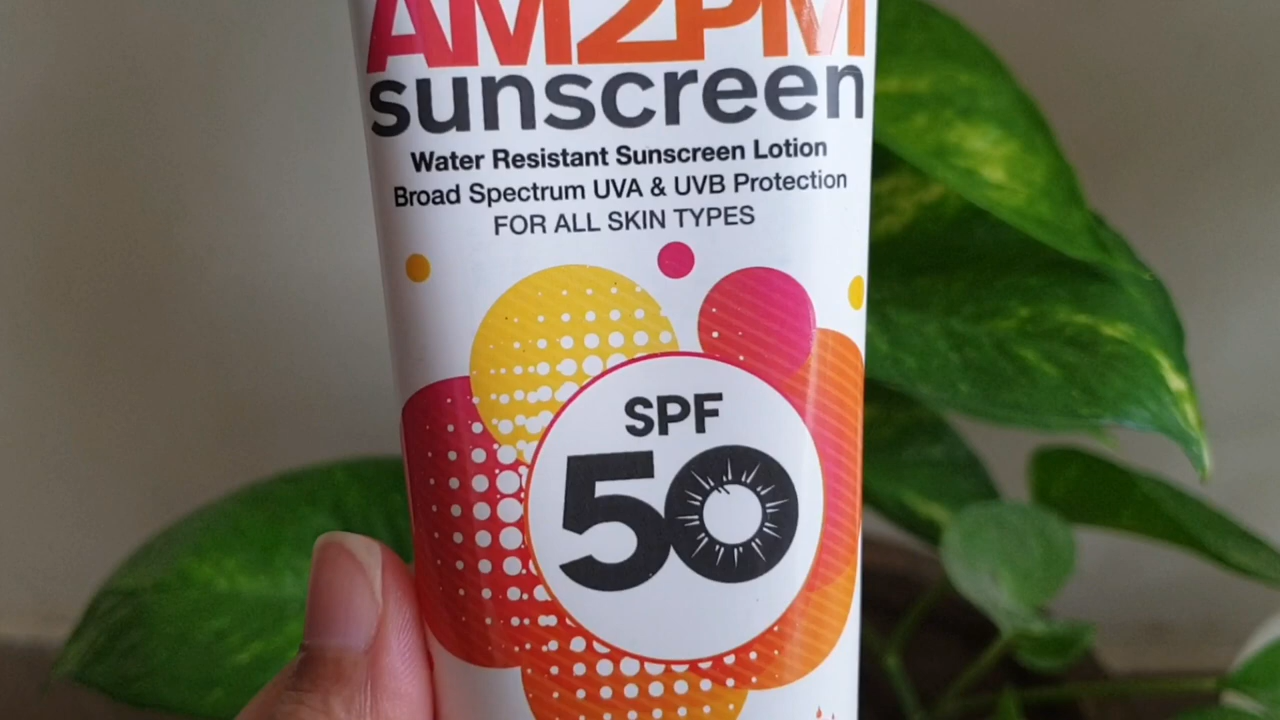 AM2PM
sunscreen
Water Resistant Sunscreen Lotion
Broad Spectrum UVA & UVB Protection
FOR ALL SKIN TYPES
SPF
50